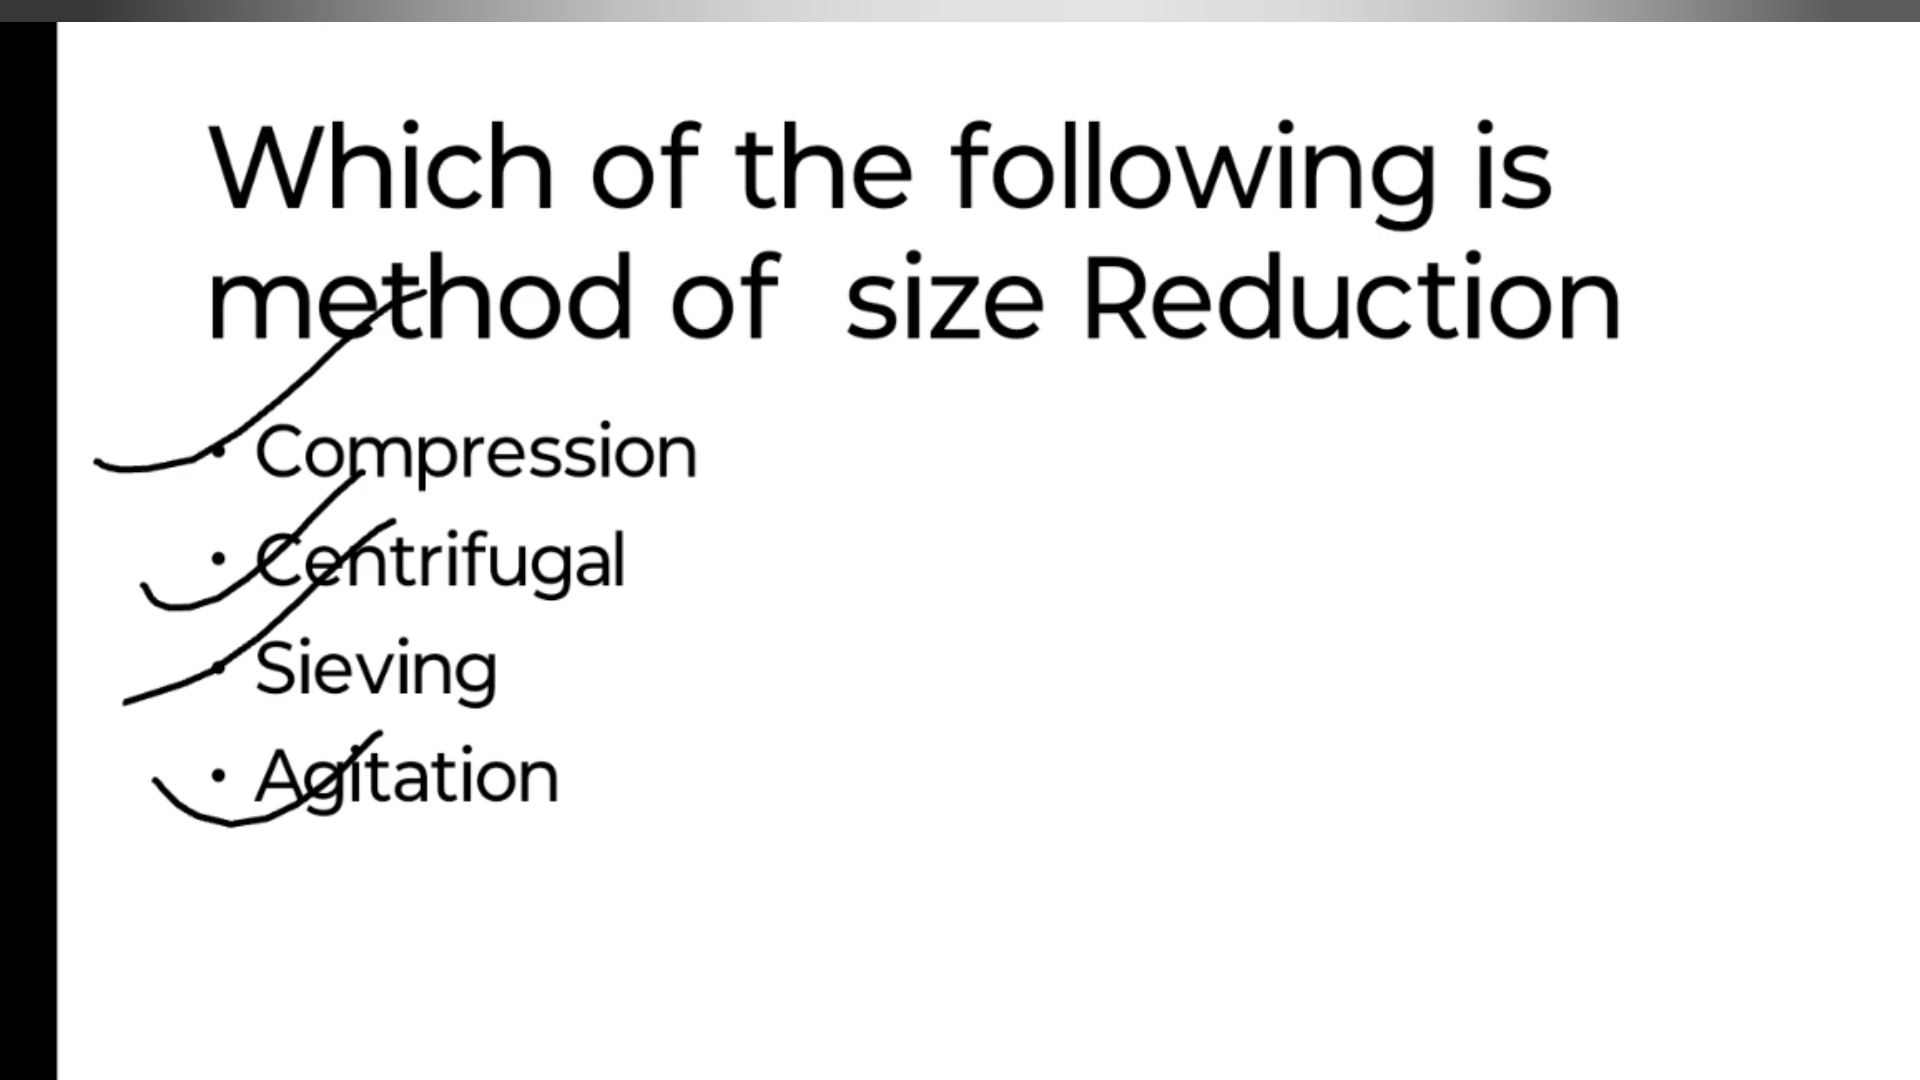 Which of the following is
method of size Reduction
• Compression
• Centrifugal
• Sieving
• Agitation